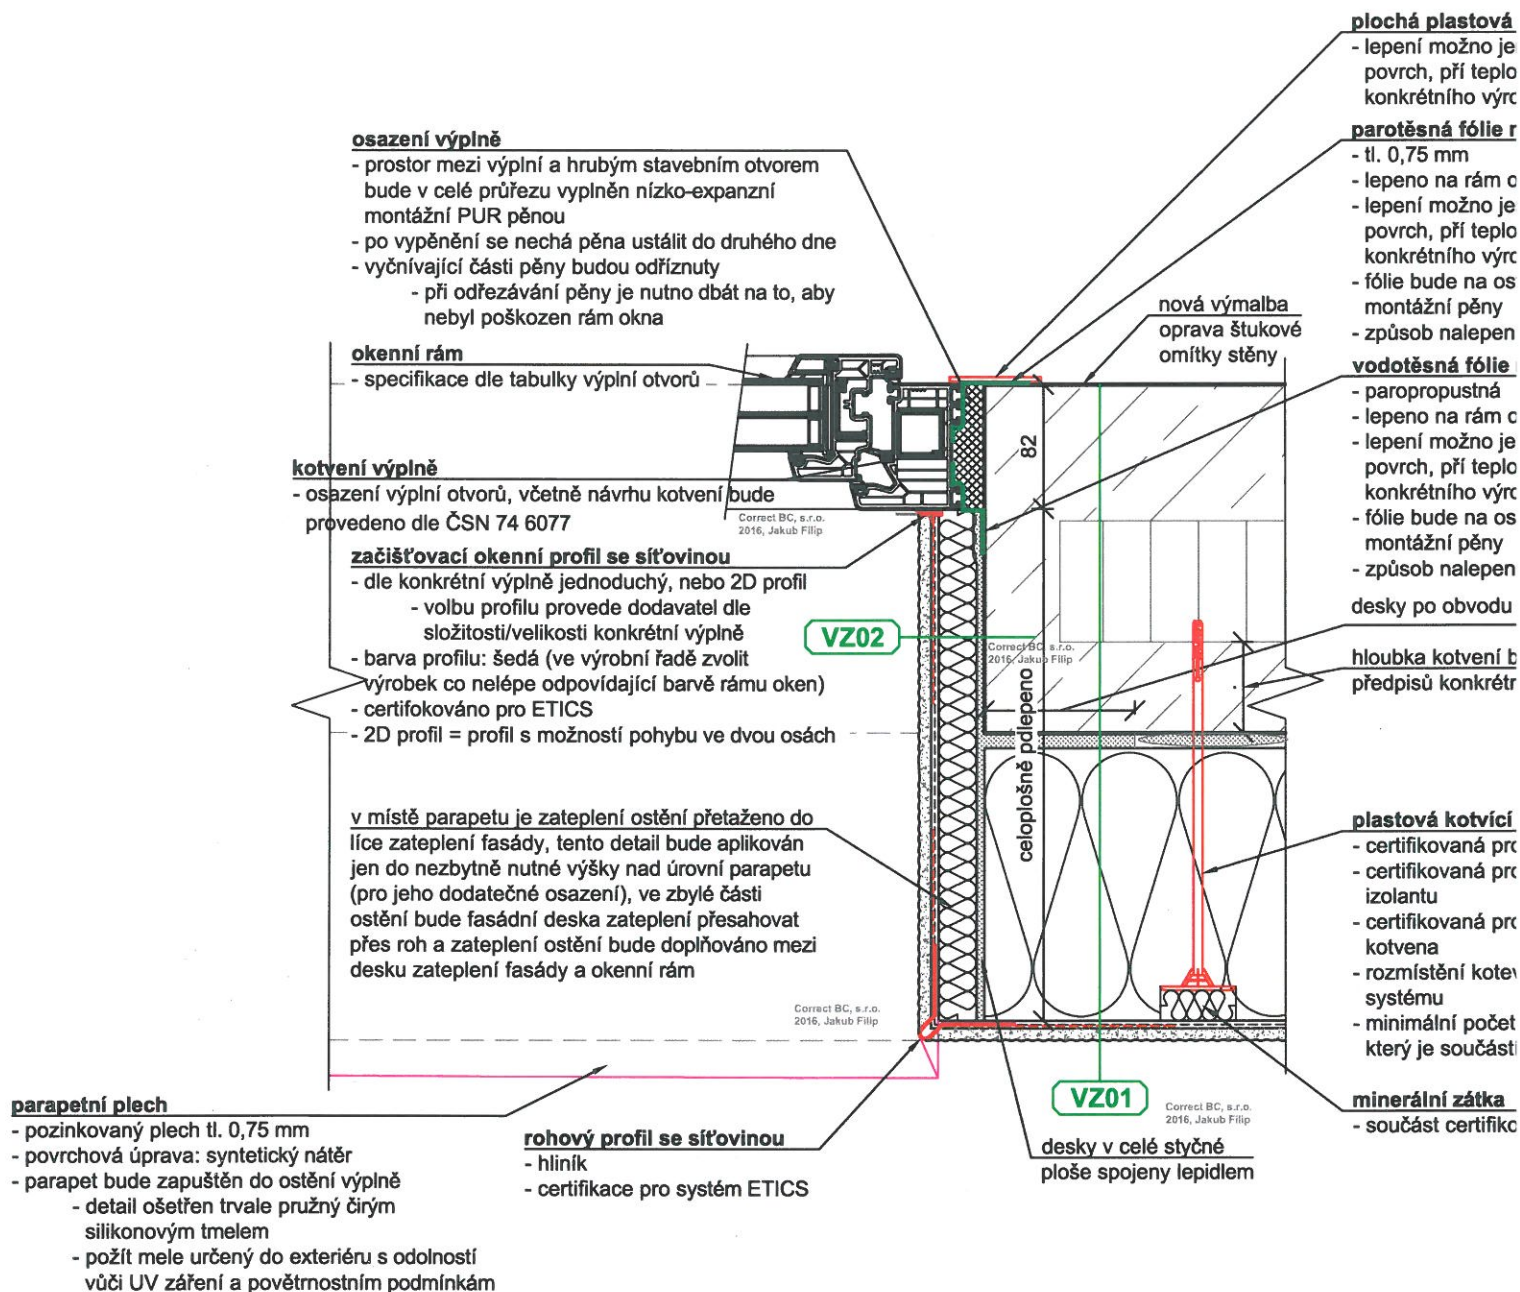 plochá plastová
- lepení možno je
povrch, pří teplo
konkrétního výro
parotěsná fólie
- tl. 0,75 mm
- lepeno na rám o
- lepení možno je
povrch, pří teplo
konkrétního výro
- fólie bude na os
montážní pěny
- způsob nalepen
vodotěsná fólie
- paropropustná
- lepeno na rám o
- lepení možno je
povrch, pří teplo
konkrétního výro
- fólie bude na os
montážní pěny
- způsob nalepen
desky po obvodu
hloubka kotvení b
předpisů konkrétn
plastová kotvící
- certifikovaná pro
- certifikovaná pro
izolantu
- certifikovaná pro
kotvena
- rozmístění kotev
systému
- minimální počet
který je součástí
minerální zátka
- součást certifiko
osazení výplně
- prostor mezi výplní a hrubým stavebním otvorem
bude v celé průřezu vyplněn nízko-expanzní
montážní PUR pěnou
- po vypěnění se nechá pěna ustálit do druhého dne
- vyčnívající části pěny budou odříznuty
- při odřezávání pěny je nutno dbát na to, aby
nebyl poškozen rám okna
okenní rám
- specifikace dle tabulky výplní otvorů
kotvení výplně
- osazení výplní otvorů, včetně návrhu kotvení bude
provedeno dle ČSN 74 6077
začišťovací okenní profil se síťovinou
- dle konkrétní výplně jednoduchý, nebo 2D profil
- volbu profilu provede dodavatel dle
složitosti/velikosti konkrétní výplně
- barva profilu: šedá (ve výrobní řadě zvolit
výrobek co nelépe odpovídající barvě rámu oken)
- certifokováno pro ETICS
- 2D profil = profil s možností pohybu ve dvou osách
v místě parapetu je zateplení ostění přetaženo do
líce zateplení fasády, tento detail bude aplikován
jen do nezbytně nutné výšky nad úrovní parapetu
(pro jeho dodatečné osazení), ve zbylé části
ostění bude fasádní deska zateplení přesahovat
přes roh a zateplení ostění bude doplňováno mezi
desku zateplení fasády a okenní rám
nová výmalba
oprava štukové
omítky stěny
82
celoplošně pdlepeno
VZ02
VZ01
Correct BC, s.r.o.
2016, Jakub Filip
Correct BC, s.r.o.
2016, Jakub Filip
Correct BC, s.r.o.
2016, Jakub Filip
Correct BC, s.r.o.
2016, Jakub Filip
desky v celé styčné
ploše spojeny lepidlem
parapetní plech
- pozinkovaný plech tl. 0,75 mm
- povrchová úprava: syntetický nátěr
- parapet bude zapuštěn do ostění výplně
- detail ošetřen trvale pružný čirým
silikonovým tmelem
- požít mele určený do exteriéru s odolností
vůči UV záření a povětrnostním podmínkám
rohový profil se síťovinou
- hliník
- certifikace pro systém ETICS